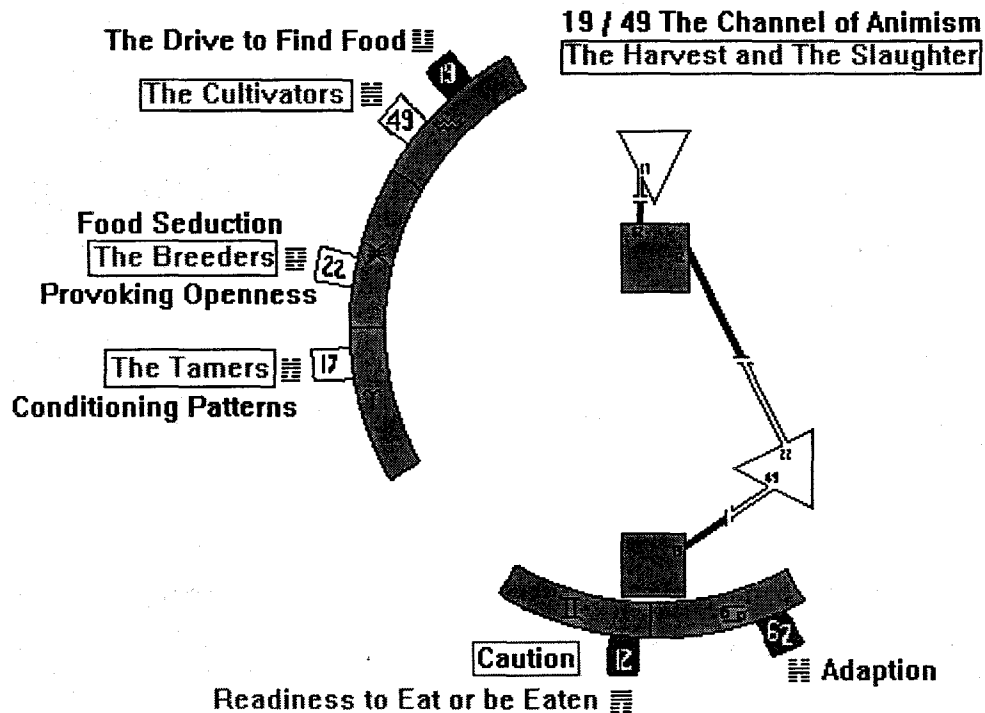 19 / 49 The Channel of Animism
The Harvest and The Slaughter
The Drive to Find Food
19
The Cultivators
49
Food Seduction
The Breeders
22
Provoking Openness
The Tamers
17
Conditioning Patterns
17
22
49
Caution
12
62
Adaption
Readiness to Eat or be Eaten